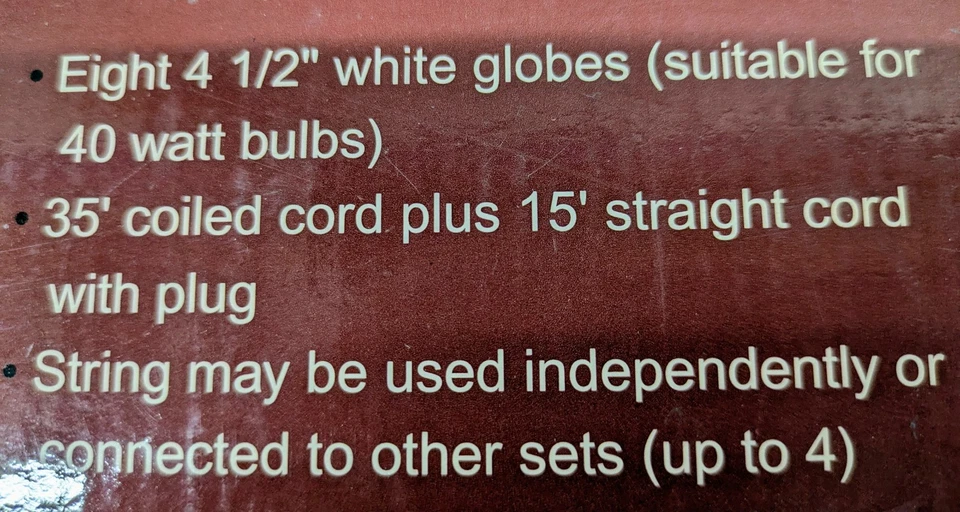 • Eight 4 1/2" white globes (suitable for
40 watt bulbs)
• 35' coiled cord plus 15' straight cord
with plug
• String may be used independently or
connected to other sets (up to 4)